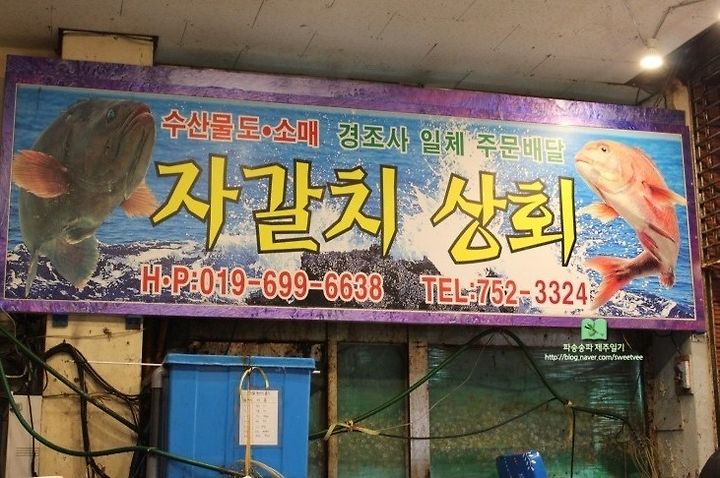 수산물 도•소매 경조사 일체 주문배달
자갈치 상회
H•P:019-699-6638 TEL:752-3324
파송송파 제주일기
http://blog.naver.com/sweetvee